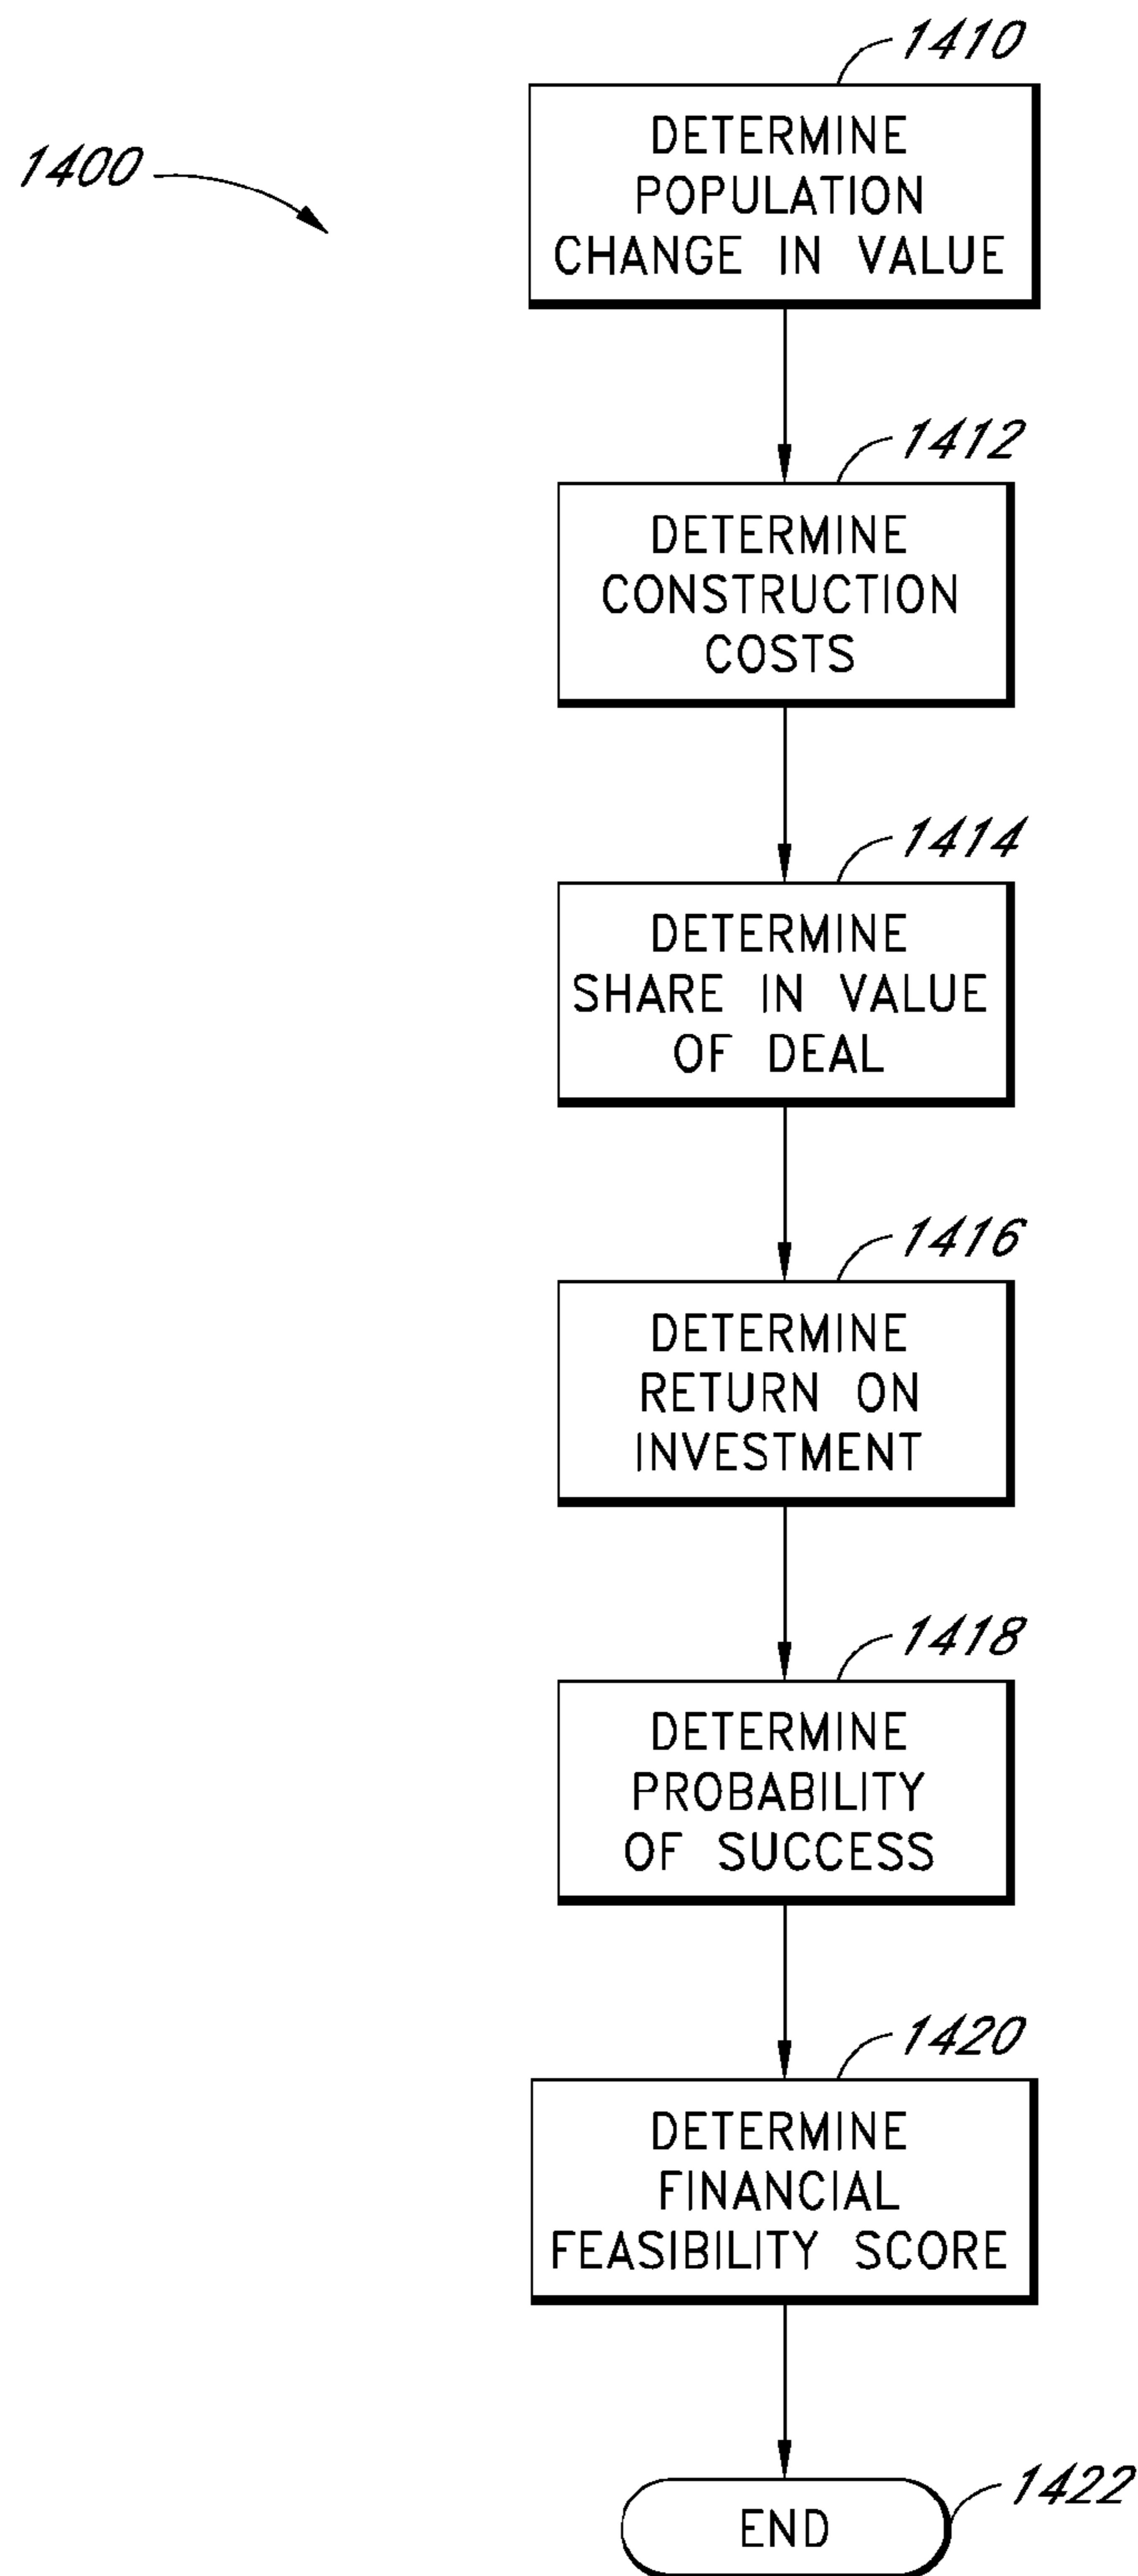 1410
1400
DETERMINE
POPULATION
CHANGE IN VALUE
1412
DETERMINE
CONSTRUCTION
COSTS
1414
DETERMINE
SHARE IN VALUE
OF DEAL
1416
DETERMINE
RETURN ON
INVESTMENT
1418
DETERMINE
PROBABILITY
OF SUCCESS
1420
DETERMINE
FINANCIAL
FEASIBILITY SCORE
1422
END